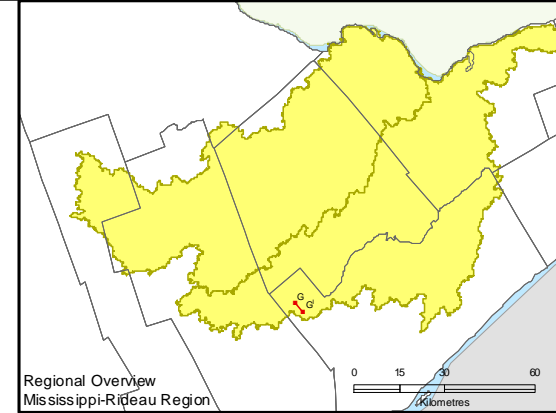 G
G'
0 15 30 60
Kilometres
Regional Overview
Mississippi-Rideau Region